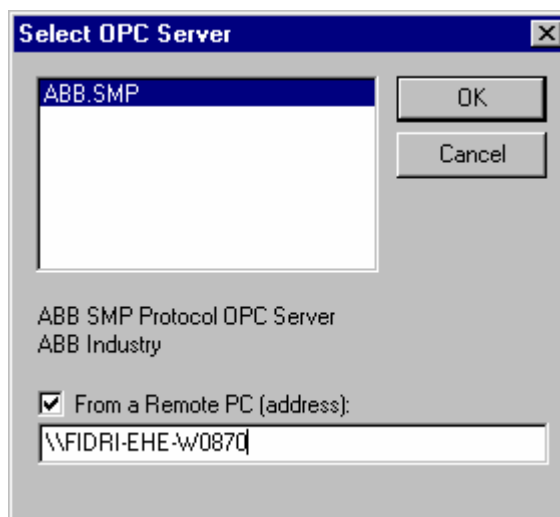 Select OPC Server
ABB.SMP
OK
Cancel
ABB SMP Protocol OPC Server
ABB Industry
From a Remote PC (address):
\\FIDRI-EHE-W0870